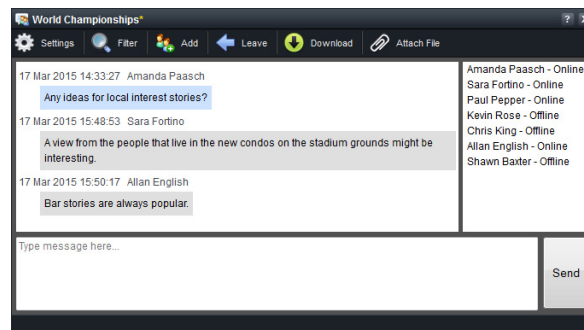 World Championships*
?
Settings Filter Add Leave Download Attach File
17 Mar 2015 14:33:27 Amanda Paasch
Any ideas for local interest stories?
17 Mar 2015 15:48:53 Sara Fortino
A view from the people that live in the new condos on the stadium grounds might be
interesting.
17 Mar 2015 15:50:17 Allan English
Bar stories are always popular.
Amanda Paasch - Online
Sara Fortino - Online
Paul Pepper - Online
Kevin Rose - Offline
Chris King - Offline
Allan English - Online
Shawn Baxter - Offline
Type message here...
Send